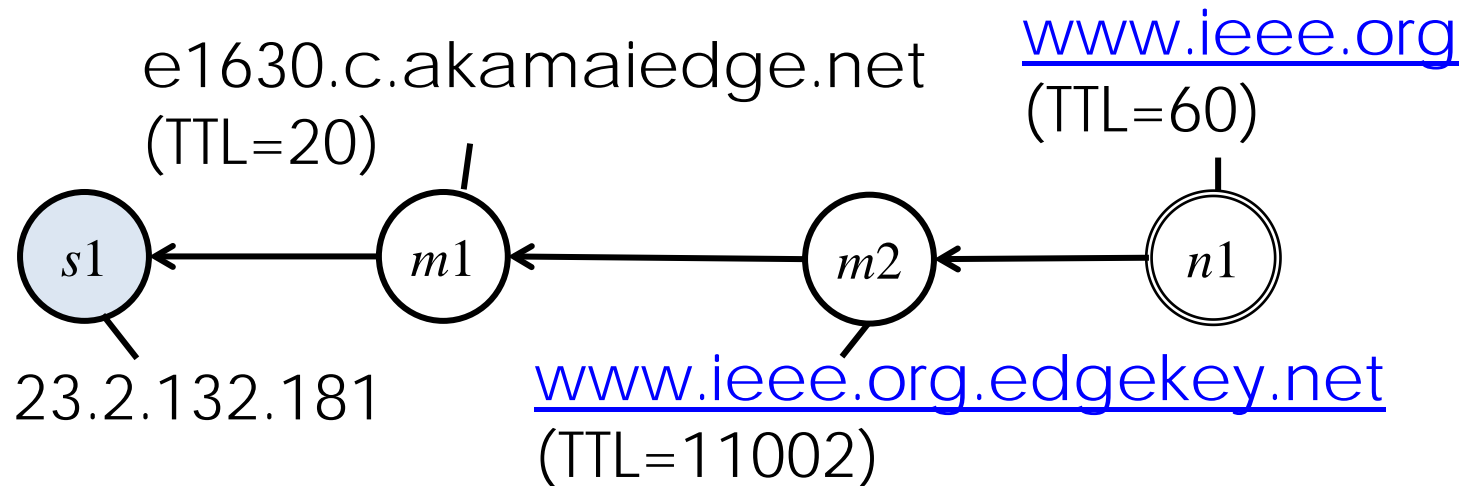 www.ieee.org
e1630.c.akamaiedge.net
(TTL=60)
(TTL=20)
s1
m1
m2
n1
23.2.132.181
www.ieee.org.edgekey.net
(TTL=11002)